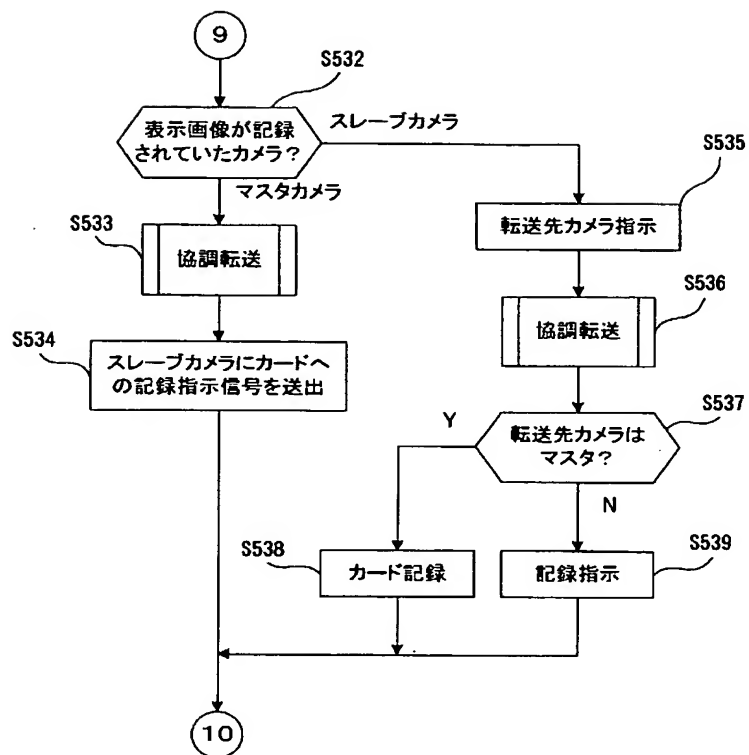 9
S532
表示画像が記録
されていたカメラ?
スレーブカメラ
マスタカメラ
S535
転送先カメラ指示
S533
協調転送
S536
協調転送
S534
スレーブカメラにカードへ
の記録指示信号を送出
S537
転送先カメラは
マスタ?
Y
N
S538
カード記録
S539
記録指示
10